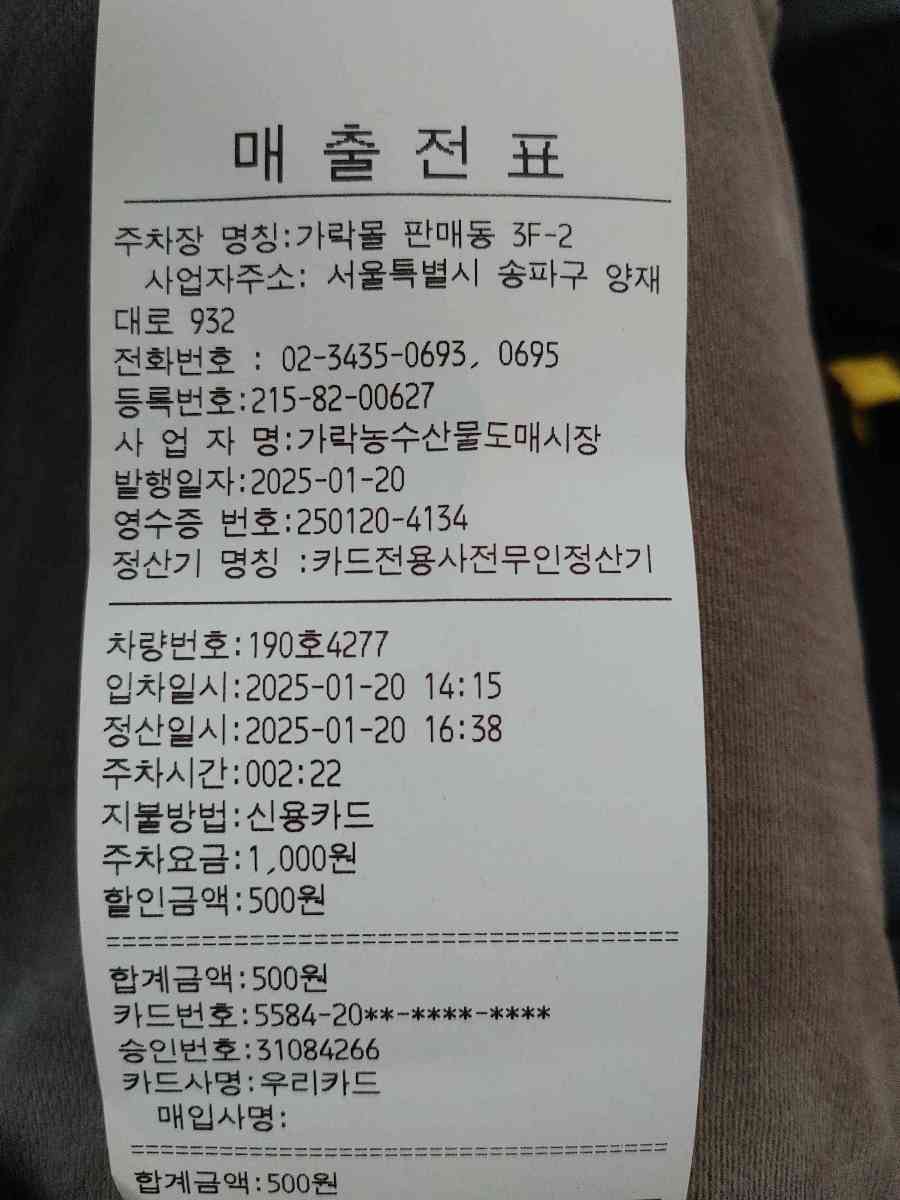 매 출 전 표
주차장 명칭:가락몰 판매동 3F-2
사업자주소: 서울특별시 송파구 양재
대로 932
전화번호 : 02-3435-0693, 0695
등록번호:215-82-00627
사 업 자 명:가락농수산물도매시장
발행일자:2025-01-20
영수증 번호:250120-4134
정산기 명칭 :카드전용사전무인정산기
차량번호:190호4277
입차일시:2025-01-20 14:15
정산일시:2025-01-20 16:38
주차시간:002:22
지불방법:신용카드
주차요금:1,000원
할인금액:500원
합계금액:500원
카드번호:5584-20**-****-****
승인번호:31084266
카드사명:우리카드
매입사명:
합계금액:500원